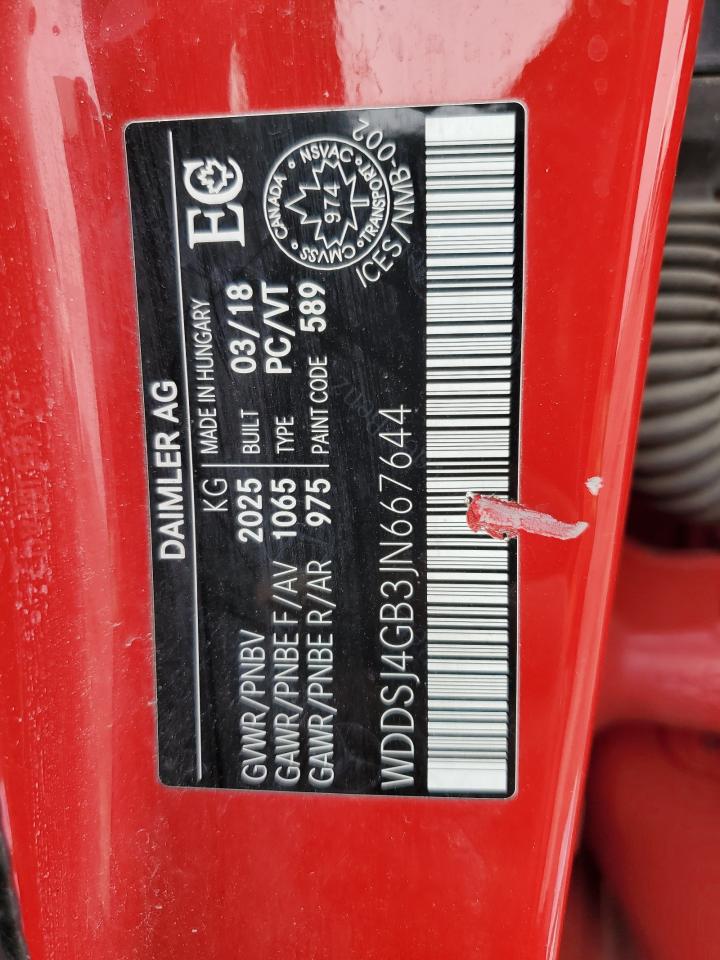 DAIMLER AG
KG
MADE IN HUNGARY
GVWR/PNBV 2025 BUILT 03/18
GAWR/PNBE F/AV 1065 TYPE PC/VT
GAWR/PNBE R/AR 975 PAINT CODE 589
WDDSJ4GB3JN667644
EC
CANADA • NSVAC • TRANSPORT • CMVSS
974
ICES/NMB-002